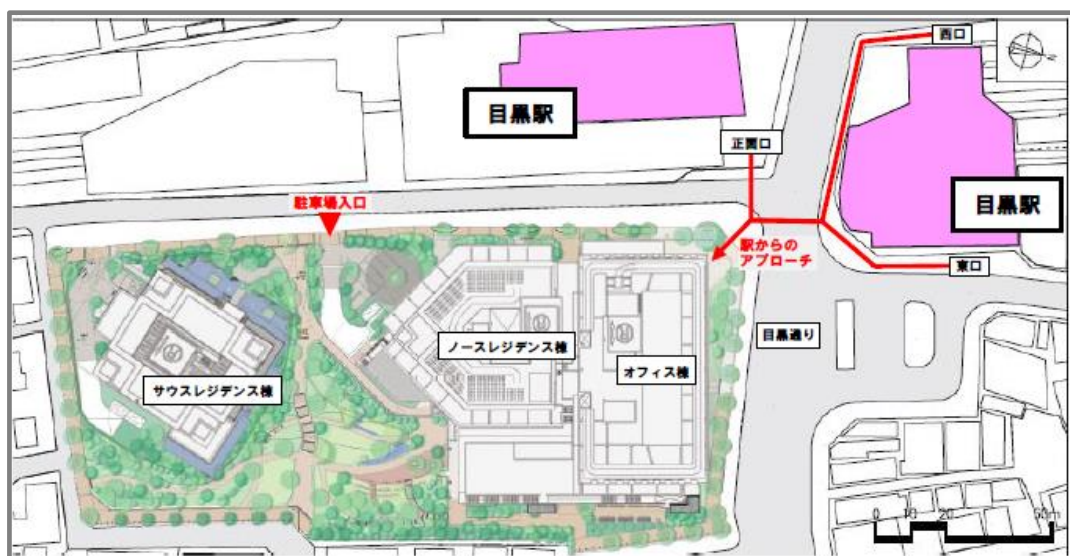 西口
目黒駅
正面口
駐車場入口
目黒駅
駅からの
アプローチ
東口
目黒通り
ノースレジデンス棟
オフィス棟
サウスレジデンス棟
0 10 20 50m